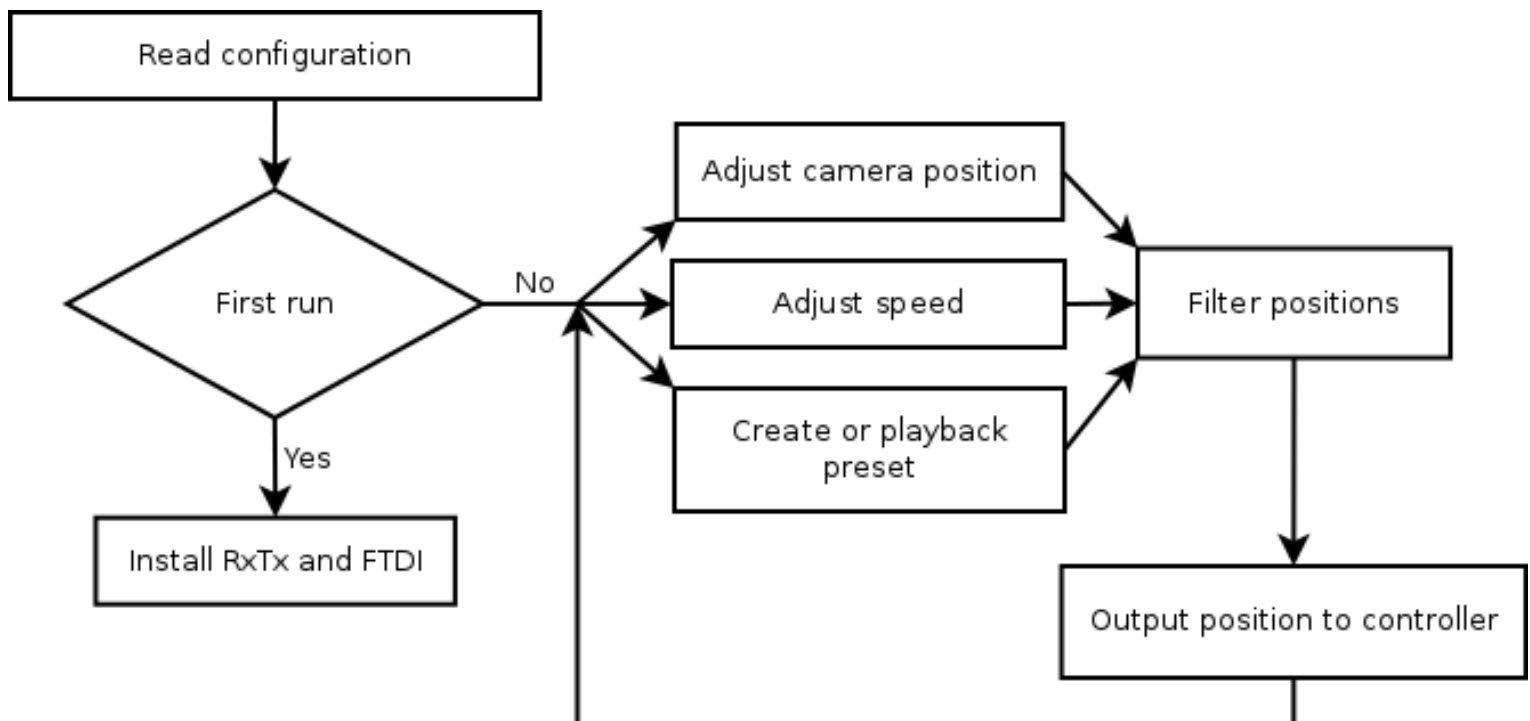 Read configuration
First run
Yes
Install RxTx and FTDI
No
Adjust camera position
Adjust speed
Create or playback
preset
Filter positions
Output position to controller